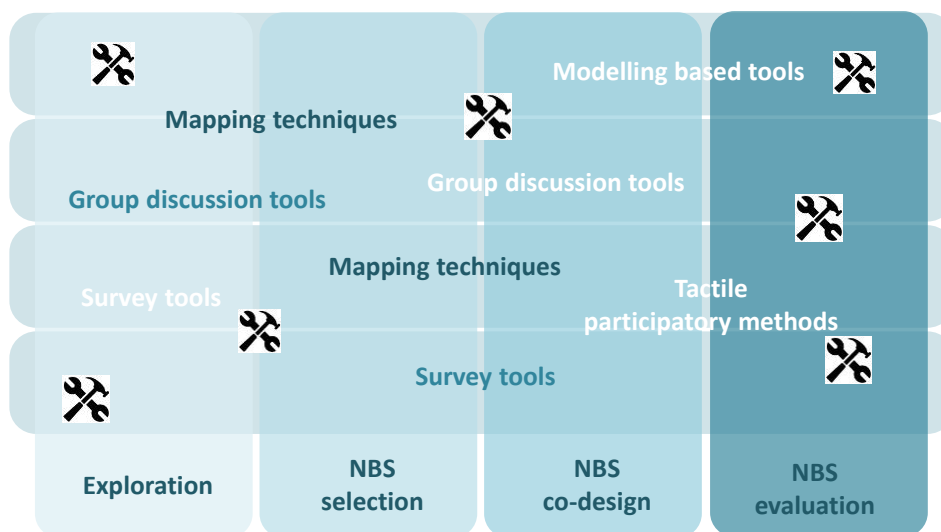 Modelling based tools
Mapping techniques
Group discussion tools
Group discussion tools
Mapping techniques
Survey tools
Tactile
participatory methods
Survey tools
Exploration
NBS
selection
NBS
co-design
NBS
evaluation